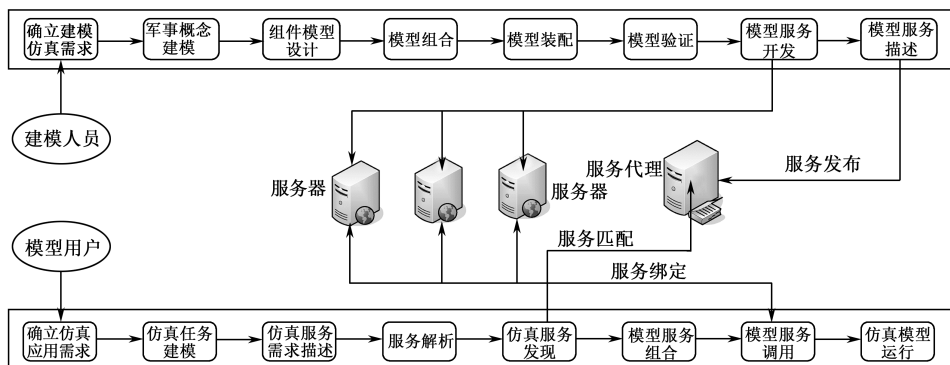 确立建模
仿真需求
军事概念
建模
组件模型
设计
模型组合
模型装配
模型验证
模型服务
开发
模型服务
描述
建模人员
服务器
服务器
服务代理
服务发布
模型用户
服务匹配
服务绑定
确立仿真
应用需求
仿真任务
建模
仿真服务
需求描述
服务解析
仿真服务
发现
模型服务
组合
模型服务
调用
仿真模型
运行